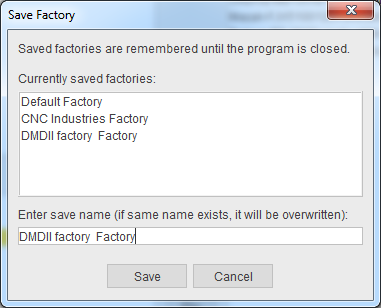 Save Factory
Saved factories are remembered until the program is closed.
Currently saved factories:
Default Factory
CNC Industries Factory
DMDII factory  Factory
Enter save name (if same name exists, it will be overwritten):
DMDII factory  Factory
Save
Cancel